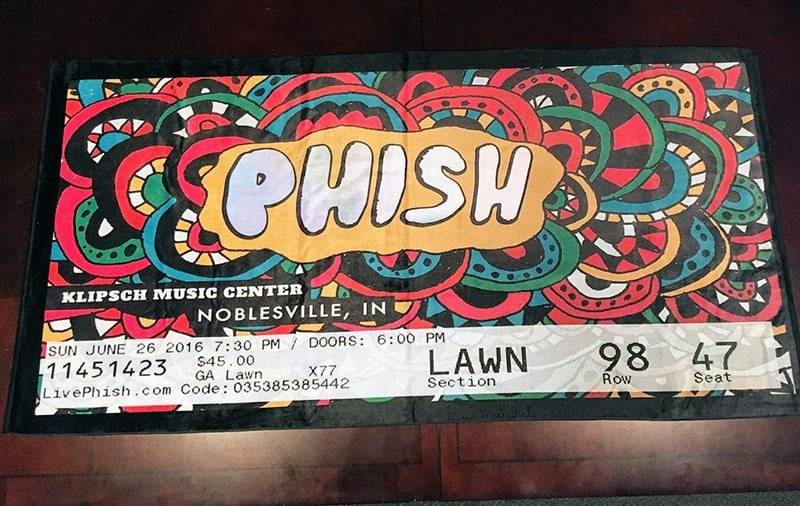 PHISH
KLIPSCH MUSIC CENTER
NOBLESVILLE, IN
SUN JUNE 26 2016 7:30 PM / DOORS: 6:00 PM
11451423
$45.00
GA Lawn X77
LivePhish.com Code: 035385385442
LAWN
Section
98
Row
47
Seat